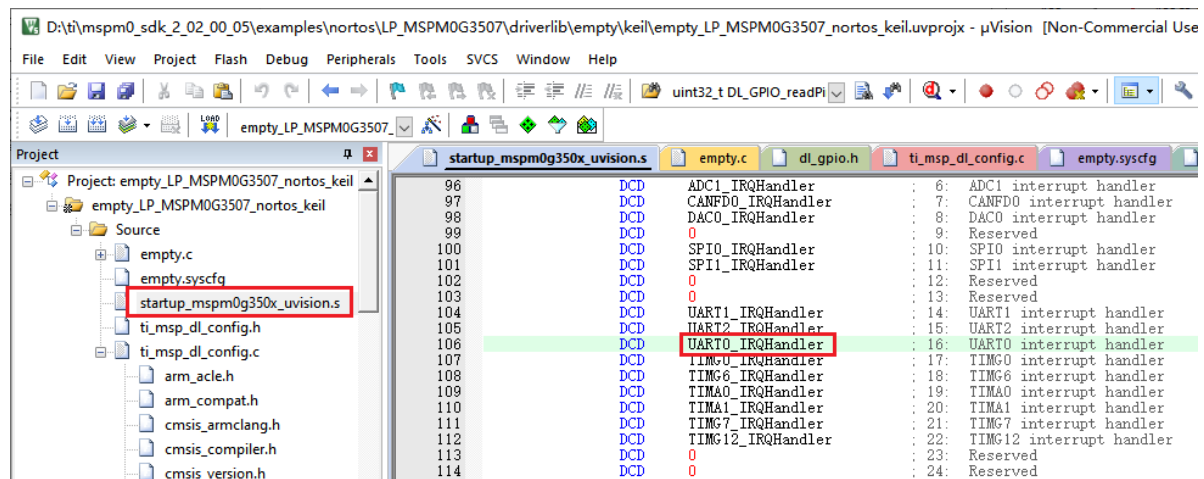 D:\ti\mspm0_sdk_2_02_00_05\examples\nortos\LP_MSPM0G3507\driverlib\empty\keil\empty_LP_MSPM0G3507_nortos_keil.uvprojx - µVision [Non-Commercial Use
File Edit View Project Flash Debug Peripherals Tools SVCS Window Help
uint32_t DL_GPIO_readPi
LOAD empty_LP_MSPM0G3507_
Project
startup_mspm0g350x_uvision.s empty.c dl_gpio.h ti_msp_dl_config.c empty.syscfg
Project: empty_LP_MSPM0G3507_nortos_keil
empty_LP_MSPM0G3507_nortos_keil
Source
empty.c
empty.syscfg
startup_mspm0g350x_uvision.s
ti_msp_dl_config.h
ti_msp_dl_config.c
arm_acle.h
arm_compat.h
cmsis_armclang.h
cmsis_compiler.h
cmsis_version.h
96 DCD ADC1_IRQHandler ; 6: ADC1 interrupt handler
97 DCD CANFD0_IRQHandler ; 7: CANFD0 interrupt handler
98 DCD DAC0_IRQHandler ; 8: DAC0 interrupt handler
99 DCD 0 ; 9: Reserved
100 DCD SPI0_IRQHandler ; 10: SPI0 interrupt handler
101 DCD SPI1_IRQHandler ; 11: SPI1 interrupt handler
102 DCD 0 ; 12: Reserved
103 DCD 0 ; 13: Reserved
104 DCD UART1_IRQHandler ; 14: UART1 interrupt handler
105 DCD UART2_IRQHandler ; 15: UART2 interrupt handler
106 DCD UART0_IRQHandler ; 16: UART0 interrupt handler
107 DCD TIMG0_IRQHandler ; 17: TIMG0 interrupt handler
108 DCD TIMG6_IRQHandler ; 18: TIMG6 interrupt handler
109 DCD TIMA0_IRQHandler ; 19: TIMA0 interrupt handler
110 DCD TIMA1_IRQHandler ; 20: TIMA1 interrupt handler
111 DCD TIMG7_IRQHandler ; 21: TIMG7 interrupt handler
112 DCD TIMG12_IRQHandler ; 22: TIMG12 interrupt handler
113 DCD 0 ; 23: Reserved
114 DCD 0 ; 24: Reserved